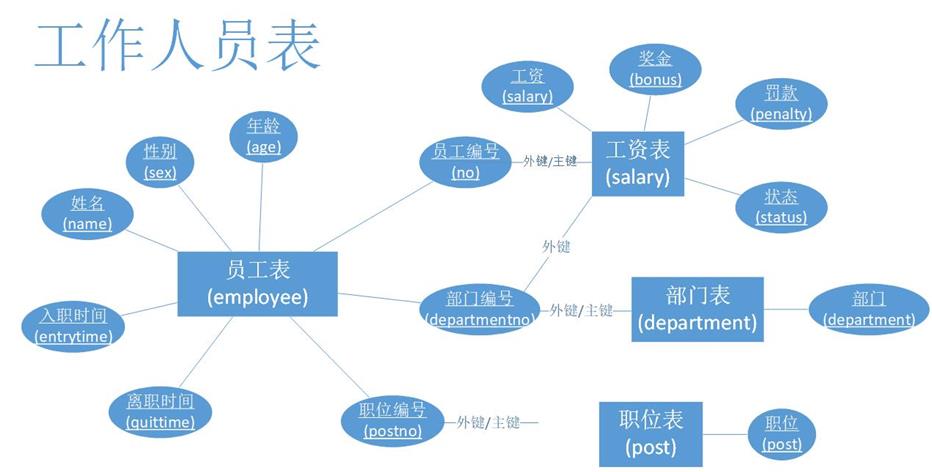 工作人员表
奖金
(bonus)
工资
(salary)
罚款
(penalty)
年龄
(age)
性别
(sex)
员工编号
(no)
外键/主键
工资表
(salary)
姓名
(name)
状态
(status)
外键
员工表
(employee)
部门编号
(departmentno)
外键/主键
部门表
(department)
部门
(department)
入职时间
(entrytime)
离职时间
(quittime)
职位编号
(postno)
外键/主键
职位表
(post)
职位
(post)